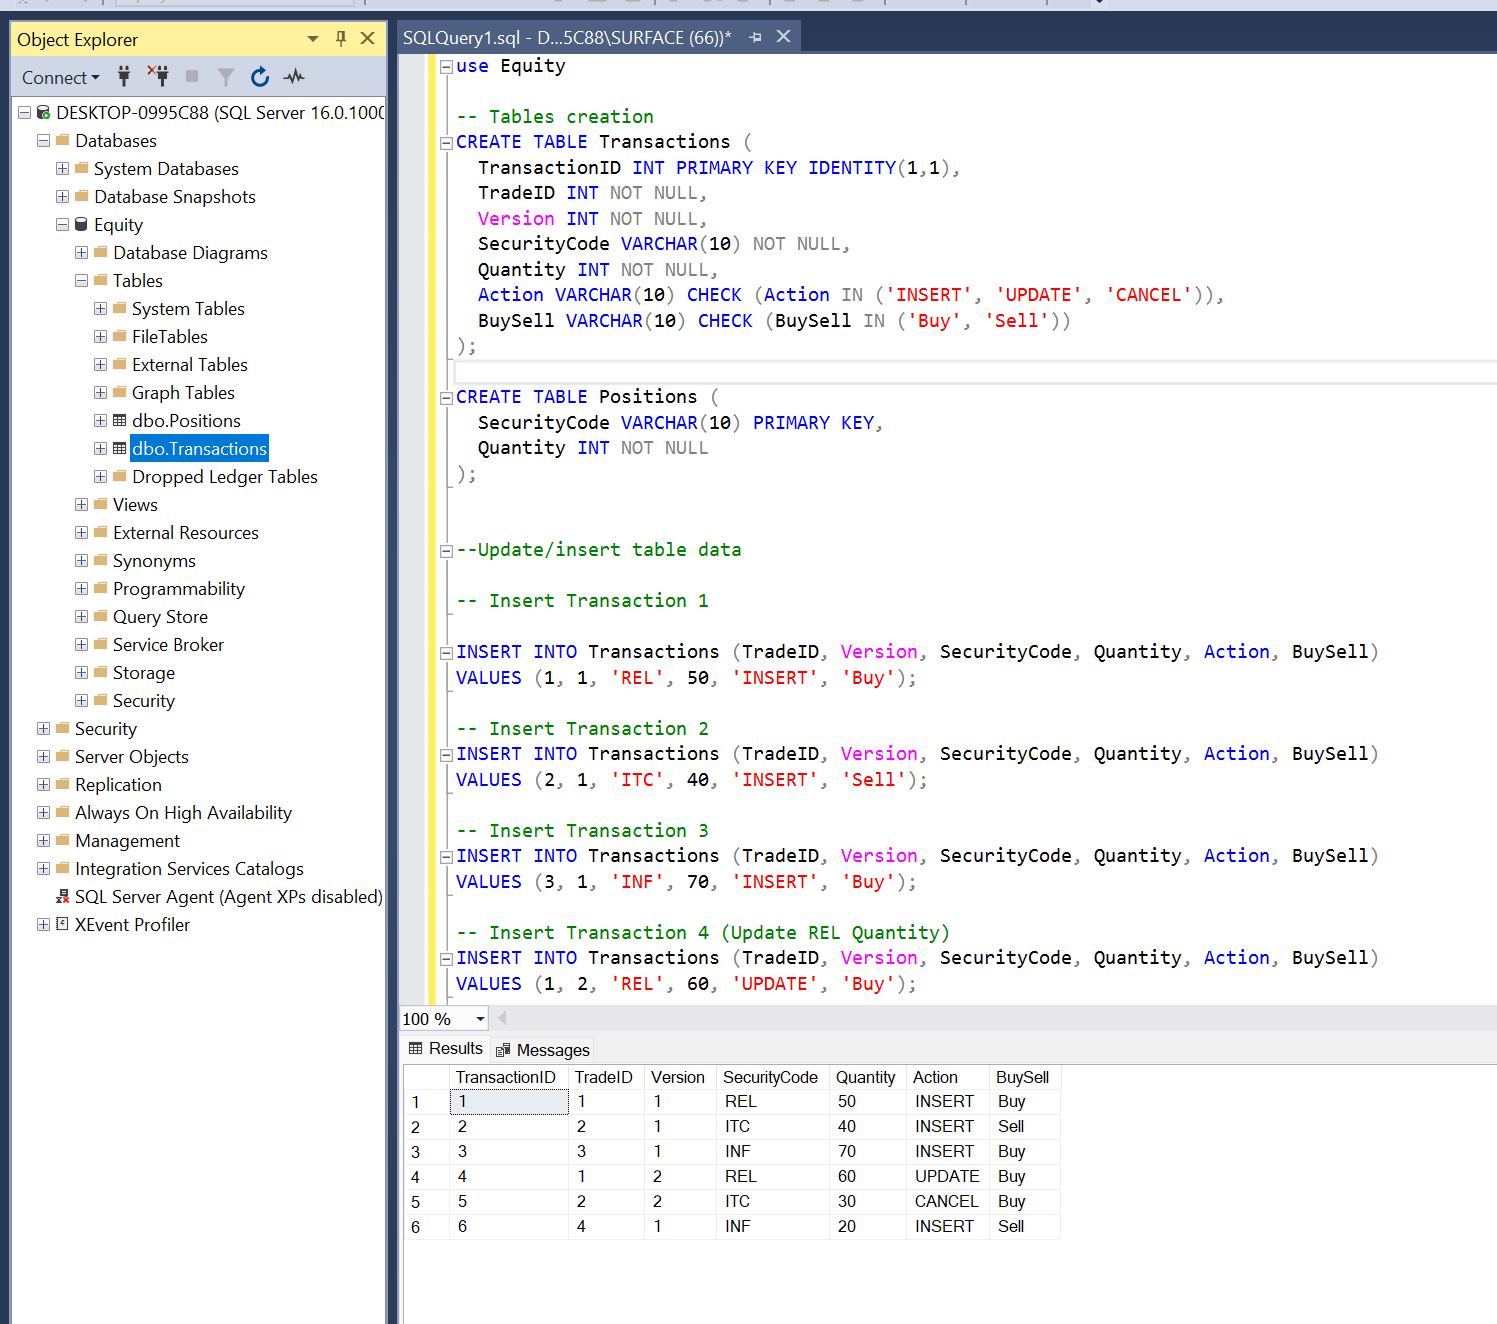 Object Explorer
Connect
DESKTOP-0995C88 (SQL Server 16.0.1000
Databases
System Databases
Database Snapshots
Equity
Database Diagrams
Tables
System Tables
FileTables
External Tables
Graph Tables
dbo.Positions
dbo.Transactions
Dropped Ledger Tables
Views
External Resources
Synonyms
Programmability
Query Store
Service Broker
Storage
Security
Security
Server Objects
Replication
Always On High Availability
Management
Integration Services Catalogs
SQL Server Agent (Agent XPs disabled)
XEvent Profiler
SQLQuery1.sql - D...5C88\SURFACE (66))*
use Equity
-- Tables creation
CREATE TABLE Transactions (
TransactionID INT PRIMARY KEY IDENTITY(1,1),
TradeID INT NOT NULL,
Version INT NOT NULL,
SecurityCode VARCHAR(10) NOT NULL,
Quantity INT NOT NULL,
Action VARCHAR(10) CHECK (Action IN ('INSERT', 'UPDATE', 'CANCEL')),
BuySell VARCHAR(10) CHECK (BuySell IN ('Buy', 'Sell'))
);
CREATE TABLE Positions (
SecurityCode VARCHAR(10) PRIMARY KEY,
Quantity INT NOT NULL
);
--Update/insert table data
-- Insert Transaction 1
INSERT INTO Transactions (TradeID, Version, SecurityCode, Quantity, Action, BuySell)
VALUES (1, 1, 'REL', 50, 'INSERT', 'Buy');
-- Insert Transaction 2
INSERT INTO Transactions (TradeID, Version, SecurityCode, Quantity, Action, BuySell)
VALUES (2, 1, 'ITC', 40, 'INSERT', 'Sell');
-- Insert Transaction 3
INSERT INTO Transactions (TradeID, Version, SecurityCode, Quantity, Action, BuySell)
VALUES (3, 1, 'INF', 70, 'INSERT', 'Buy');
-- Insert Transaction 4 (Update REL Quantity)
INSERT INTO Transactions (TradeID, Version, SecurityCode, Quantity, Action, BuySell)
VALUES (1, 2, 'REL', 60, 'UPDATE', 'Buy');
100 %
Results Messages
TransactionID TradeID Version SecurityCode Quantity Action BuySell
1 1 1 1 REL 50 INSERT Buy
2 2 2 1 ITC 40 INSERT Sell
3 3 3 1 INF 70 INSERT Buy
4 4 1 2 REL 60 UPDATE Buy
5 5 2 2 ITC 30 CANCEL Buy
6 6 4 1 INF 20 INSERT Sell